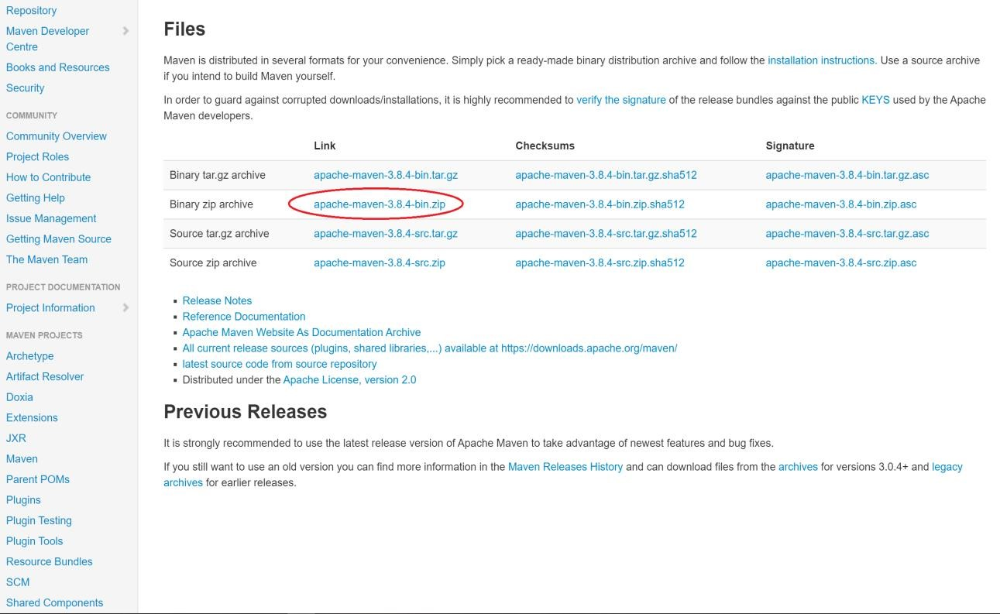 Repository
Maven Developer
Centre
Books and Resources
Security
COMMUNITY
Community Overview
Project Roles
How to Contribute
Getting Help
Issue Management
Getting Maven Source
The Maven Team
PROJECT DOCUMENTATION
Project Information
MAVEN PROJECTS
Archetype
Artifact Resolver
Doxia
Extensions
JXR
Maven
Parent POMs
Plugins
Plugin Testing
Plugin Tools
Resource Bundles
SCM
Shared Components
Files
Maven is distributed in several formats for your convenience. Simply pick a ready-made binary distribution archive and follow the installation instructions. Use a source archive
if you intend to build Maven yourself.
In order to guard against corrupted downloads/installations, it is highly recommended to verify the signature of the release bundles against the public KEYS used by the Apache
Maven developers.
Link Checksums Signature
Binary tar.gz archive apache-maven-3.8.4-bin.tar.gz apache-maven-3.8.4-bin.tar.gz.sha512 apache-maven-3.8.4-bin.tar.gz.asc
Binary zip archive apache-maven-3.8.4-bin.zip apache-maven-3.8.4-bin.zip.sha512 apache-maven-3.8.4-bin.zip.asc
Source tar.gz archive apache-maven-3.8.4-src.tar.gz apache-maven-3.8.4-src.tar.gz.sha512 apache-maven-3.8.4-src.tar.gz.asc
Source zip archive apache-maven-3.8.4-src.zip apache-maven-3.8.4-src.zip.sha512 apache-maven-3.8.4-src.zip.asc
Release Notes
Reference Documentation
Apache Maven Website As Documentation Archive
All current release sources (plugins, shared libraries,...) available at https://downloads.apache.org/maven/
latest source code from source repository
Distributed under the Apache License, version 2.0
Previous Releases
It is strongly recommended to use the latest release version of Apache Maven to take advantage of newest features and bug fixes.
If you still want to use an old version you can find more information in the Maven Releases History and can download files from the archives for versions 3.0.4+ and legacy
archives for earlier releases.